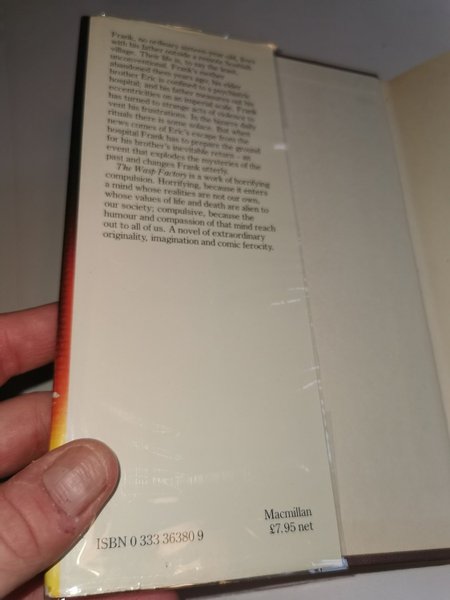 Frank, no ordinary sixteen-year-old, lives
with his father outside a remote Scottish
village. Their life is, to say the least,
unconventional. Frank's mother
abandoned them years ago; his elder
brother Eric is confined to a psychiatric
hospital; and his father measures out his
eccentricities on an imperial scale. Frank
has turned to strange acts of violence to
vent his frustrations. In the bizarre daily
rituals there is some solace. But when
news comes of Eric's escape from the
hospital Frank has to prepare the ground
for his brother's inevitable return – an
event that explodes the mysteries of the
past and changes Frank utterly.
The Wasp Factory is a work of horrifying
compulsion. Horrifying, because it enters
a mind whose realities are not our own,
whose values of life and death are alien to
our society; compulsive, because the
humour and compassion of that mind reach
out to all of us. A novel of extraordinary
originality, imagination and comic ferocity.
Macmillan
£7.95 net
ISBN 0 333 36380 9